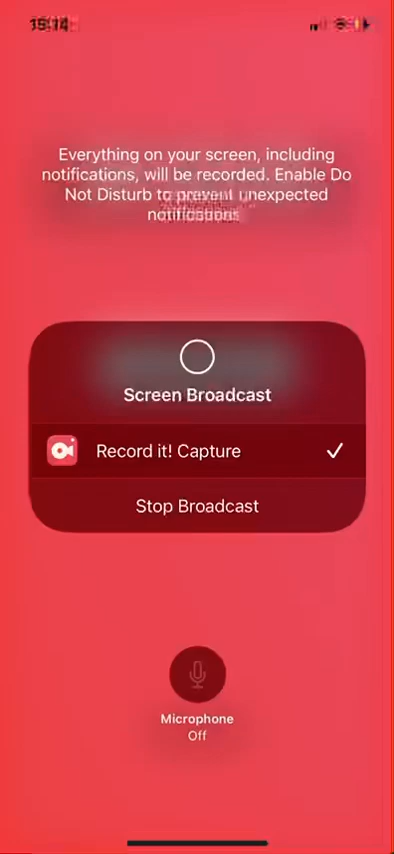 15:14
Everything on your screen, including
notifications, will be recorded. Enable Do
Not Disturb to prevent unexpected
notifications
Screen Broadcast
Record it! Capture
Stop Broadcast
Microphone
Off